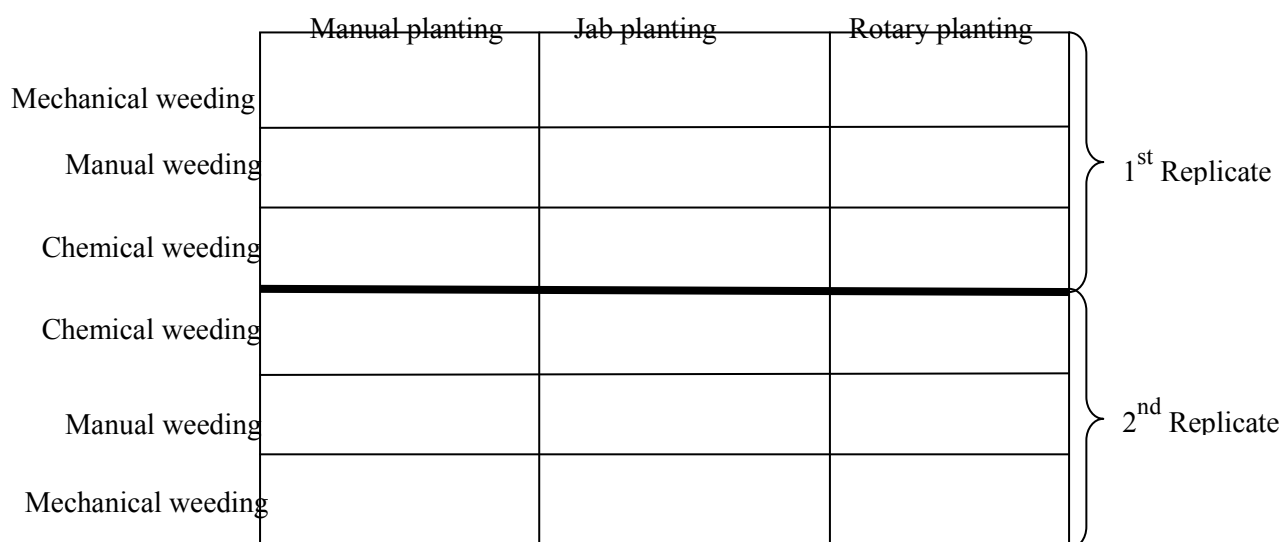 Manual planting Jab planting Rotary planting
Mechanical weeding
Manual weeding
1st Replicate
Chemical weeding
Chemical weeding
Manual weeding
2nd Replicate
Mechanical weeding